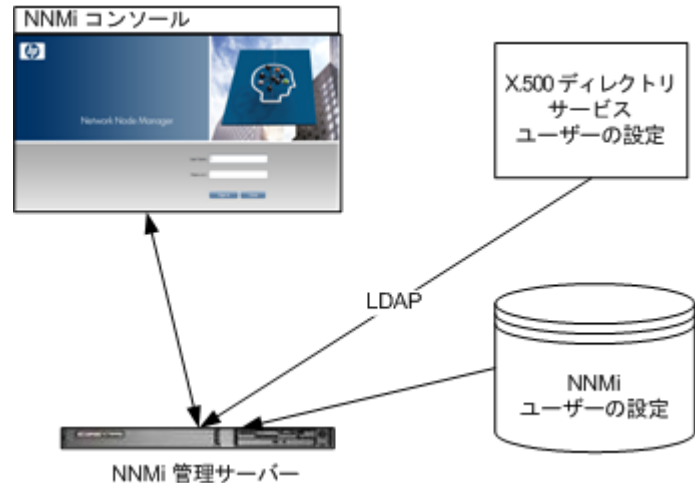 NNMi コンソール
hp
Network Node Manager
X.500 ディレクトリ
サービス
ユーザーの設定
LDAP
NNMi
ユーザーの設定
NNMi 管理サーバー